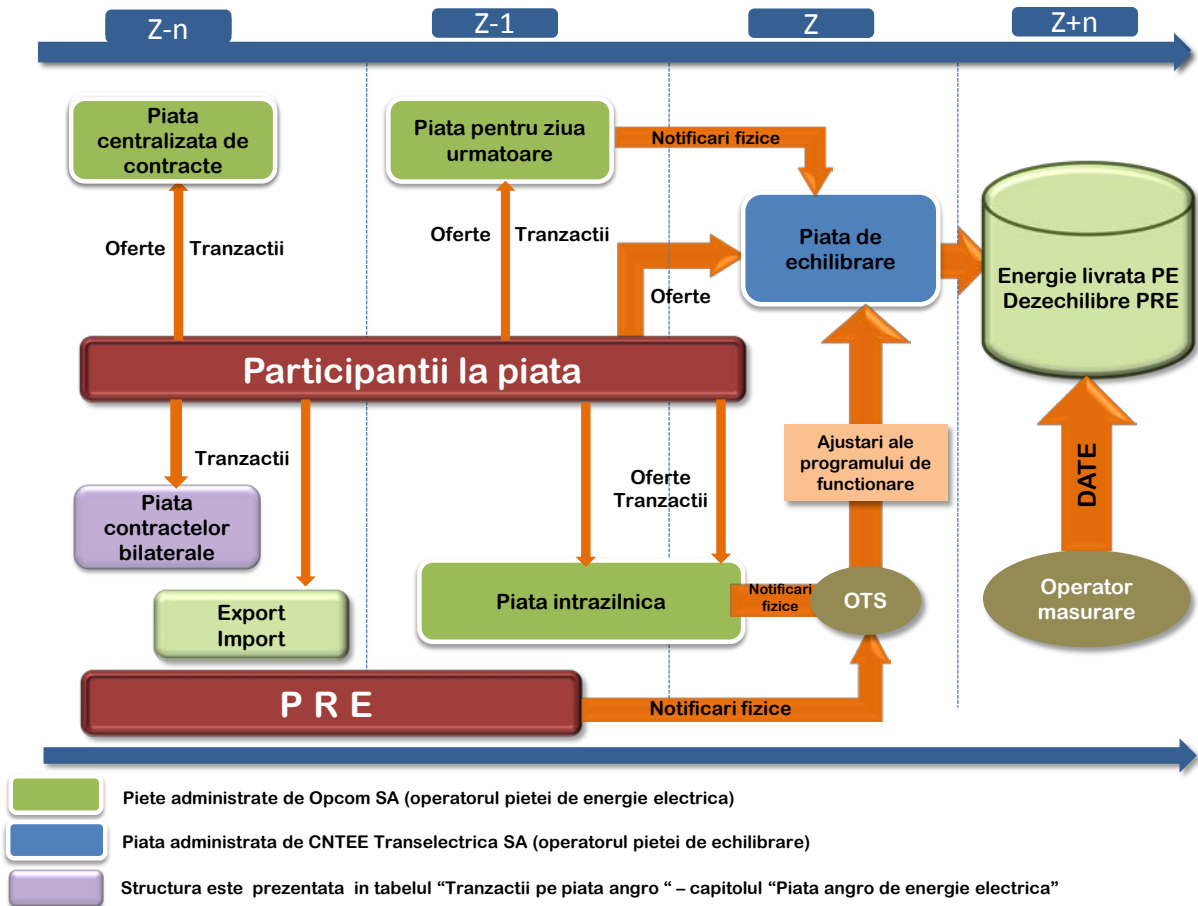 Z-n
Z-1
Z
Z+n
Piata
centralizata de
contracte
Piata pentru ziua
urmatoare
Notificari fizice
Oferte
Tranzactii
Oferte
Tranzactii
Piata de
echilibrare
Oferte
Energie livrata PE
Dezechilibre PRE
Participantii la piata
Tranzactii
Piata
contractelor
bilaterale
Export
Import
Oferte
Tranzactii
Ajustari ale
programului de
functionare
DATE
Piata intrazilnica
Notificari
fizice
OTS
Operator
masurare
P R E
Notificari fizice
Piete administrate de Opcom SA (operatorul pietei de energie electrica)
Piata administrata de CNTEE Transelectrica SA (operatorul pietei de echilibrare)
Structura este prezentata in tabelul “Tranzactii pe piata angro “ – capitolul “Piata angro de energie electrica”